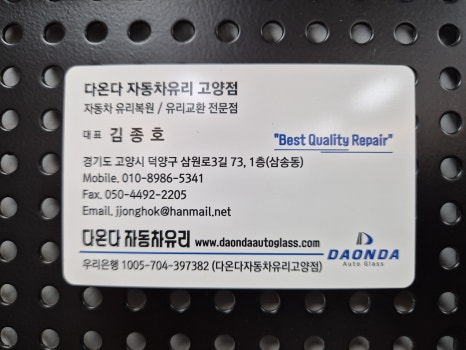 다온다 자동차유리 고양점
자동차 유리복원 / 유리교환 전문점
대표 김종호
"Best Quality Repair"
경기도 고양시 덕양구 삼원로3길 73, 1층(삼송동)
Mobile. 010-8986-5341
Fax. 050-4492-2205
Email. jjonghok@hanmail.net
다온다 자동차유리 www.daondaautoglass.com
DAONDA
Auto Glass
우리은행 1005-704-397382 (다온다자동차유리고양점)